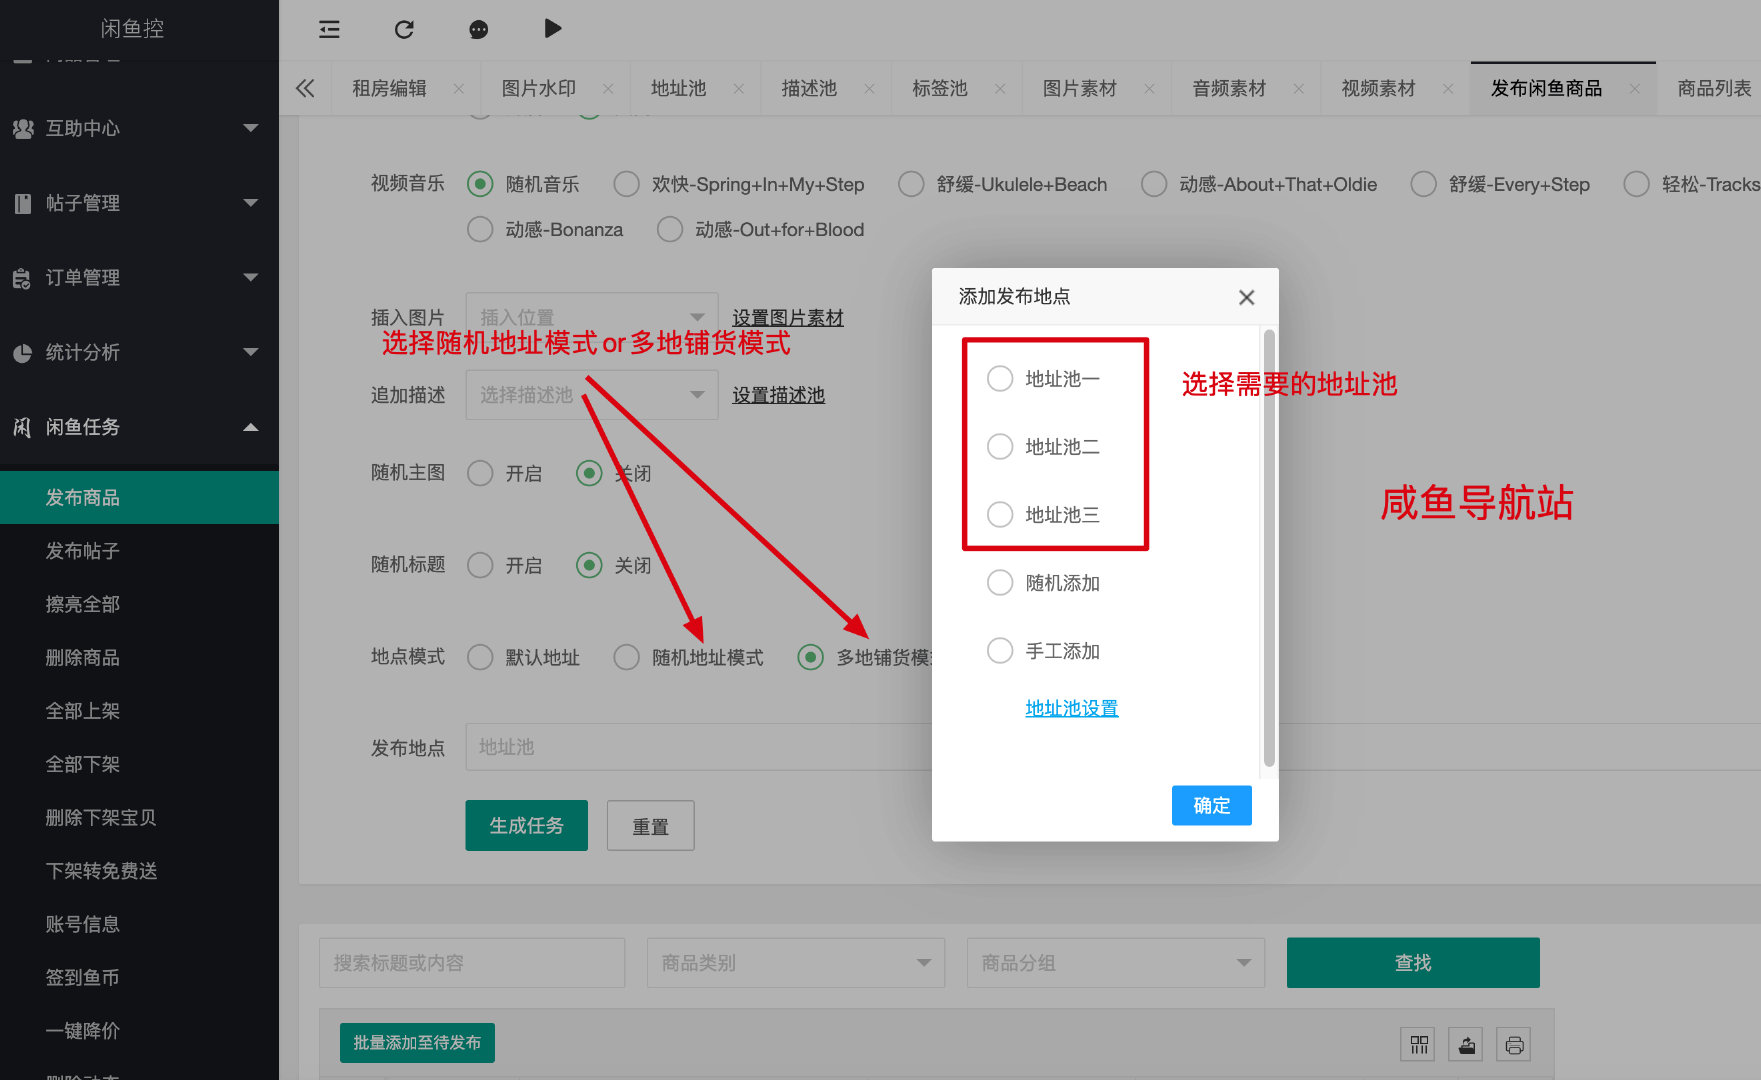 闲鱼控
租房编辑
图片水印
地址池
描述池
标签池
图片素材
音频素材
视频素材
发布闲鱼商品
商品列表
互助中心
帖子管理
订单管理
统计分析
闲鱼任务
发布商品
发布帖子
擦亮全部
删除商品
全部上架
全部下架
删除下架宝贝
下架转免费送
账号信息
签到鱼币
一键降价
视频音乐
随机音乐
欢快-Spring+In+My+Step
舒缓-Ukulele+Beach
动感-About+That+Oldie
舒缓-Every+Step
轻松-Tracks
动感-Bonanza
动感-Out+for+Blood
插入图片
插入位置
设置图片素材
选择随机地址模式or多地铺货模式
追加描述
选择描述池
设置描述池
随机主图
开启
关闭
随机标题
开启
关闭
地点模式
默认地址
随机地址模式
多地铺货模
发布地点
地址池
生成任务
重置
添加发布地点
地址池一
地址池二
地址池三
随机添加
手工添加
地址池设置
确定
选择需要的地址池
咸鱼导航站
搜索标题或内容
商品类别
商品分组
查找
批量添加至待发布